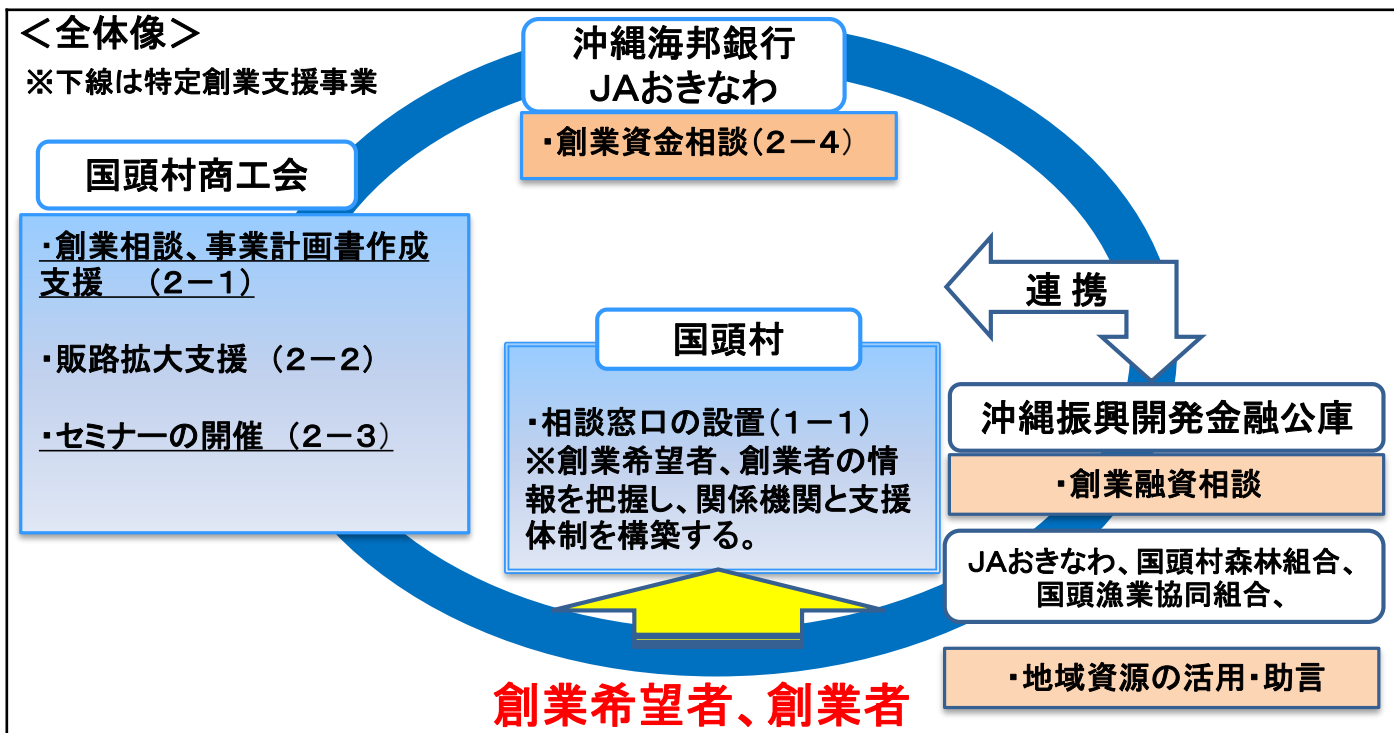 ＜全体像＞
※下線は特定創業支援事業
沖縄海邦銀行
JAおきなわ
・創業資金相談(2－4)
国頭村商工会
・創業相談、事業計画書作成
支援　(2－1)
・販路拡大支援 (2－2)
・セミナーの開催 (2－3)
連 携
国頭村
・相談窓口の設置(1－1)
※創業希望者、創業者の情
報を把握し、関係機関と支援
体制を構築する。
沖縄振興開発金融公庫
・創業融資相談
JAおきなわ、国頭村森林組合、
国頭漁業協同組合、
・地域資源の活用・助言
創業希望者、創業者